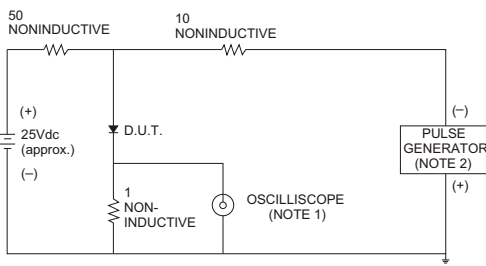 50
NONINDUCTIVE
10
NONINDUCTIVE
(+)
25Vdc
(approx.)
(–)
D.U.T.
1
NON-
INDUCTIVE
OSCILLISCOPE
(NOTE 1)
(–)
PULSE
GENERATOR
(NOTE 2)
(+)